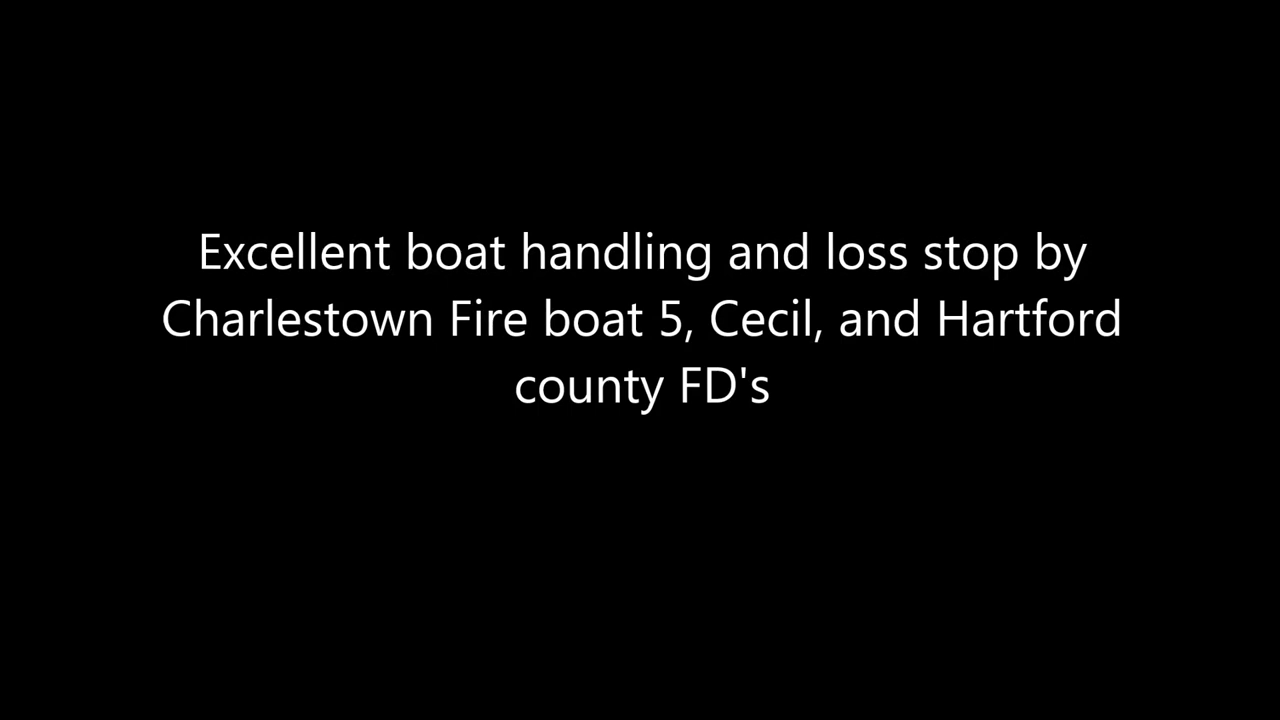 Excellent boat handling and loss stop by
Charlestown Fire boat 5, Cecil, and Hartford
county FD's